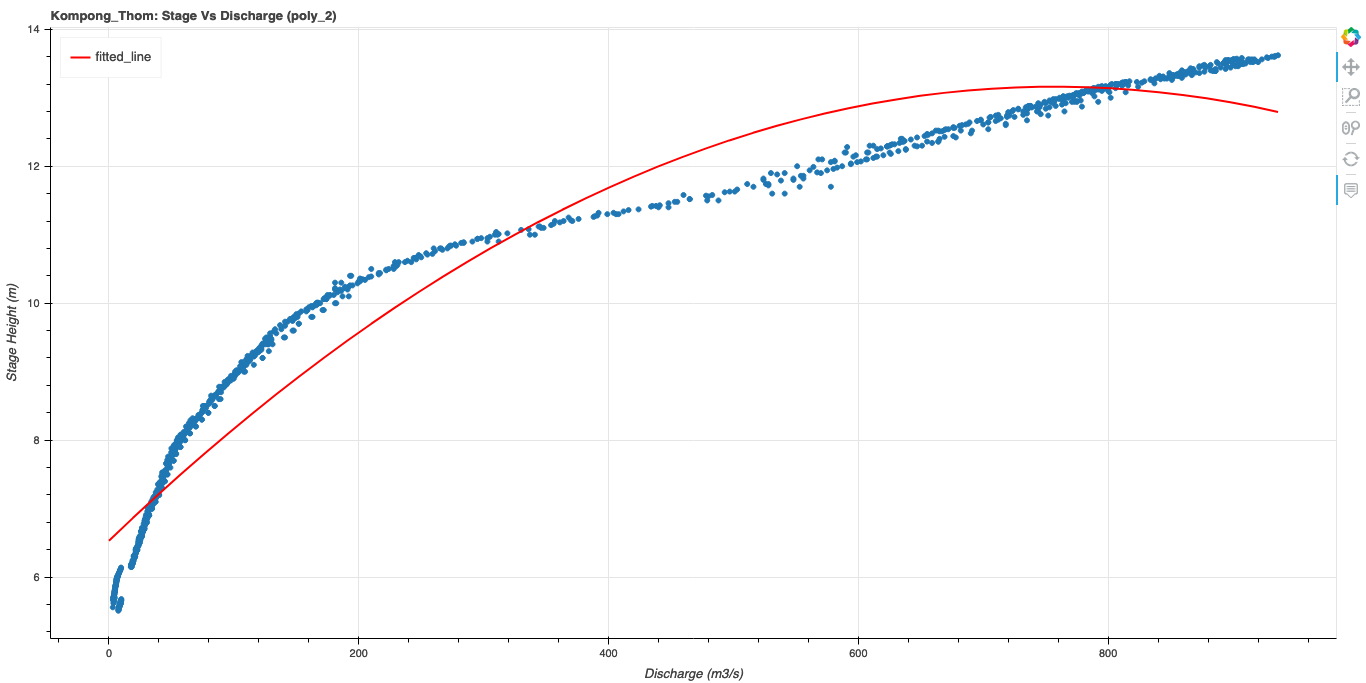 Kompong_Thom: Stage Vs Discharge (poly_2)
fitted_line
14
12
10
8
6
Stage Height (m)
0 200 400 600 800
Discharge (m3/s)